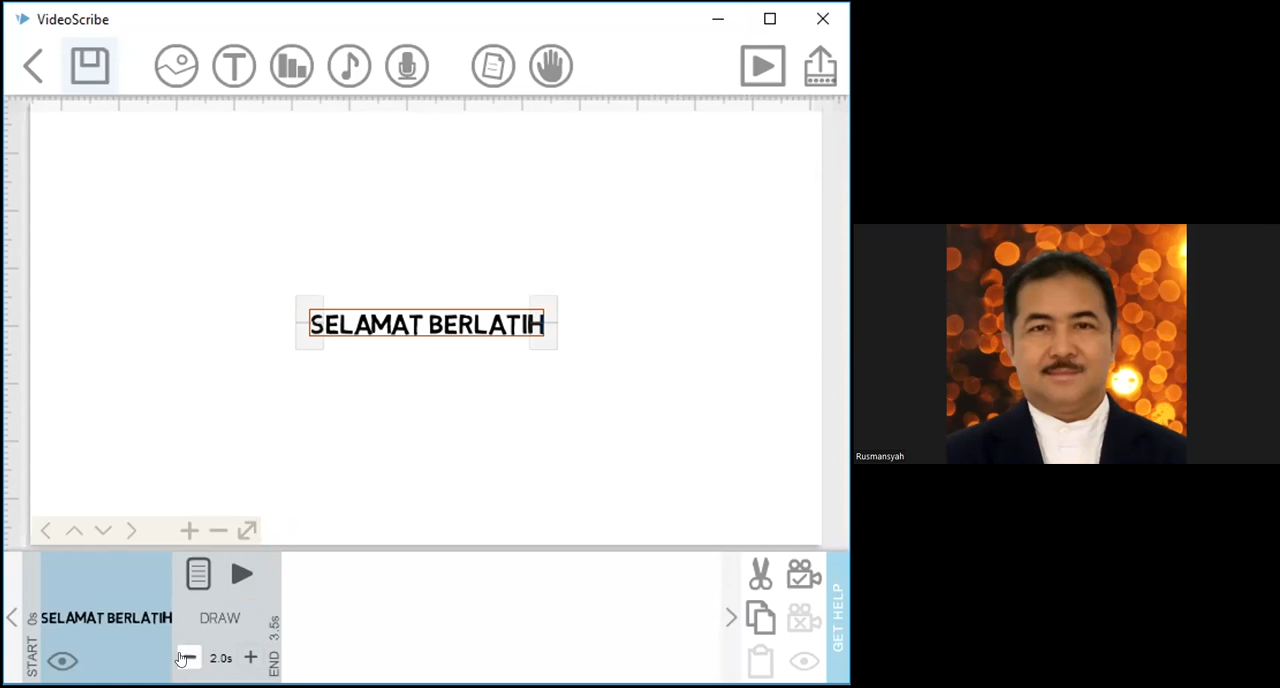 VideoScribe
SELAMAT BERLATIH
Rusmansyah
START 0s
SELAMAT BERLATIH
DRAW
2.0s
END 3.5s
GET HELP